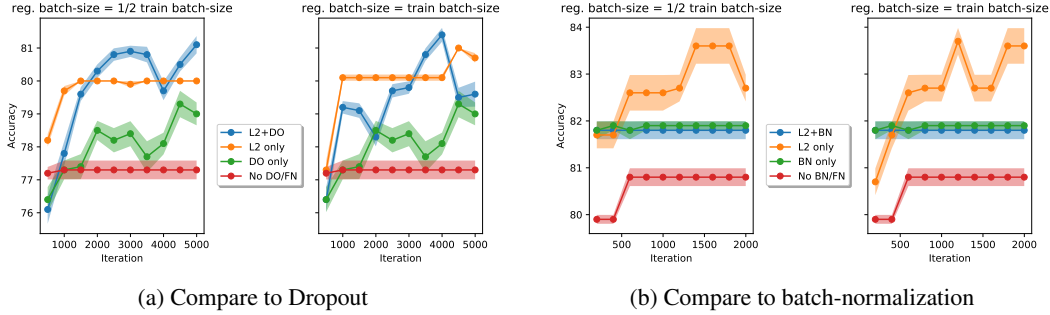 reg. batch-size = 1/2 train batch-size
reg. batch-size = train batch-size
81
80
79
78
77
76
Accuracy
L2+DO
L2 only
DO only
No DO/FN
1000 2000 3000 4000 5000
1000 2000 3000 4000 5000
Iteration
Iteration
(a) Compare to Dropout
reg. batch-size = 1/2 train batch-size
reg. batch-size = train batch-size
84
83
82
81
80
Accuracy
L2+BN
L2 only
BN only
No BN/FN
500 1000 1500 2000
500 1000 1500 2000
Iteration
Iteration
(b) Compare to batch-normalization